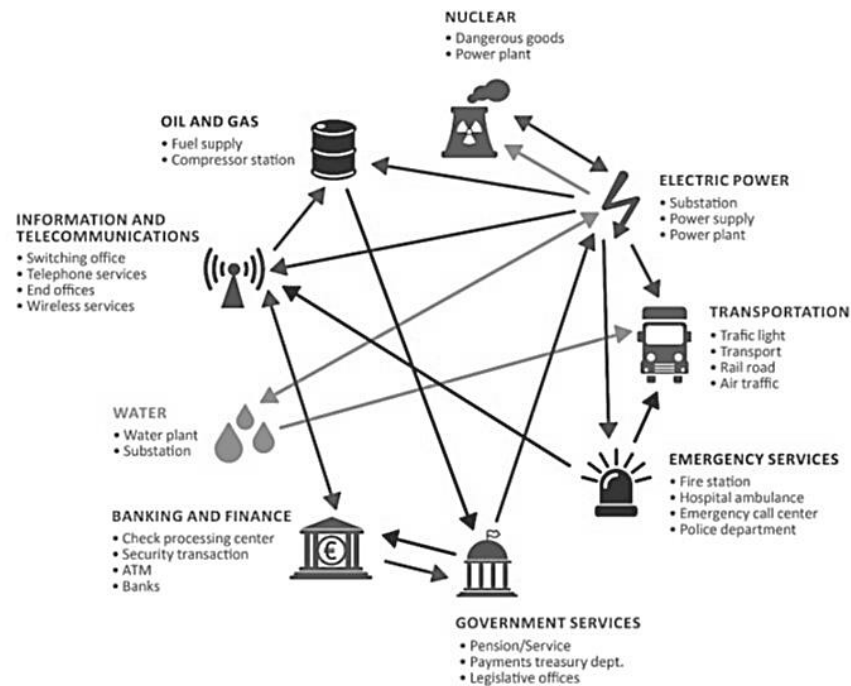 NUCLEAR
• Dangerous goods
• Power plant
OIL AND GAS
• Fuel supply
• Compressor station
ELECTRIC POWER
• Substation
• Power supply
• Power plant
INFORMATION AND
TELECOMMUNICATIONS
• Switching office
• Telephone services
• End offices
• Wireless services
TRANSPORTATION
• Trafic light
• Transport
• Rail road
• Air traffic
WATER
• Water plant
• Substation
EMERGENCY SERVICES
• Fire station
• Hospital ambulance
• Emergency call center
• Police department
BANKING AND FINANCE
• Check processing center
• Security transaction
• ATM
• Banks
€
GOVERNMENT SERVICES
• Pension/Service
• Payments treasury dept.
• Legislative offices